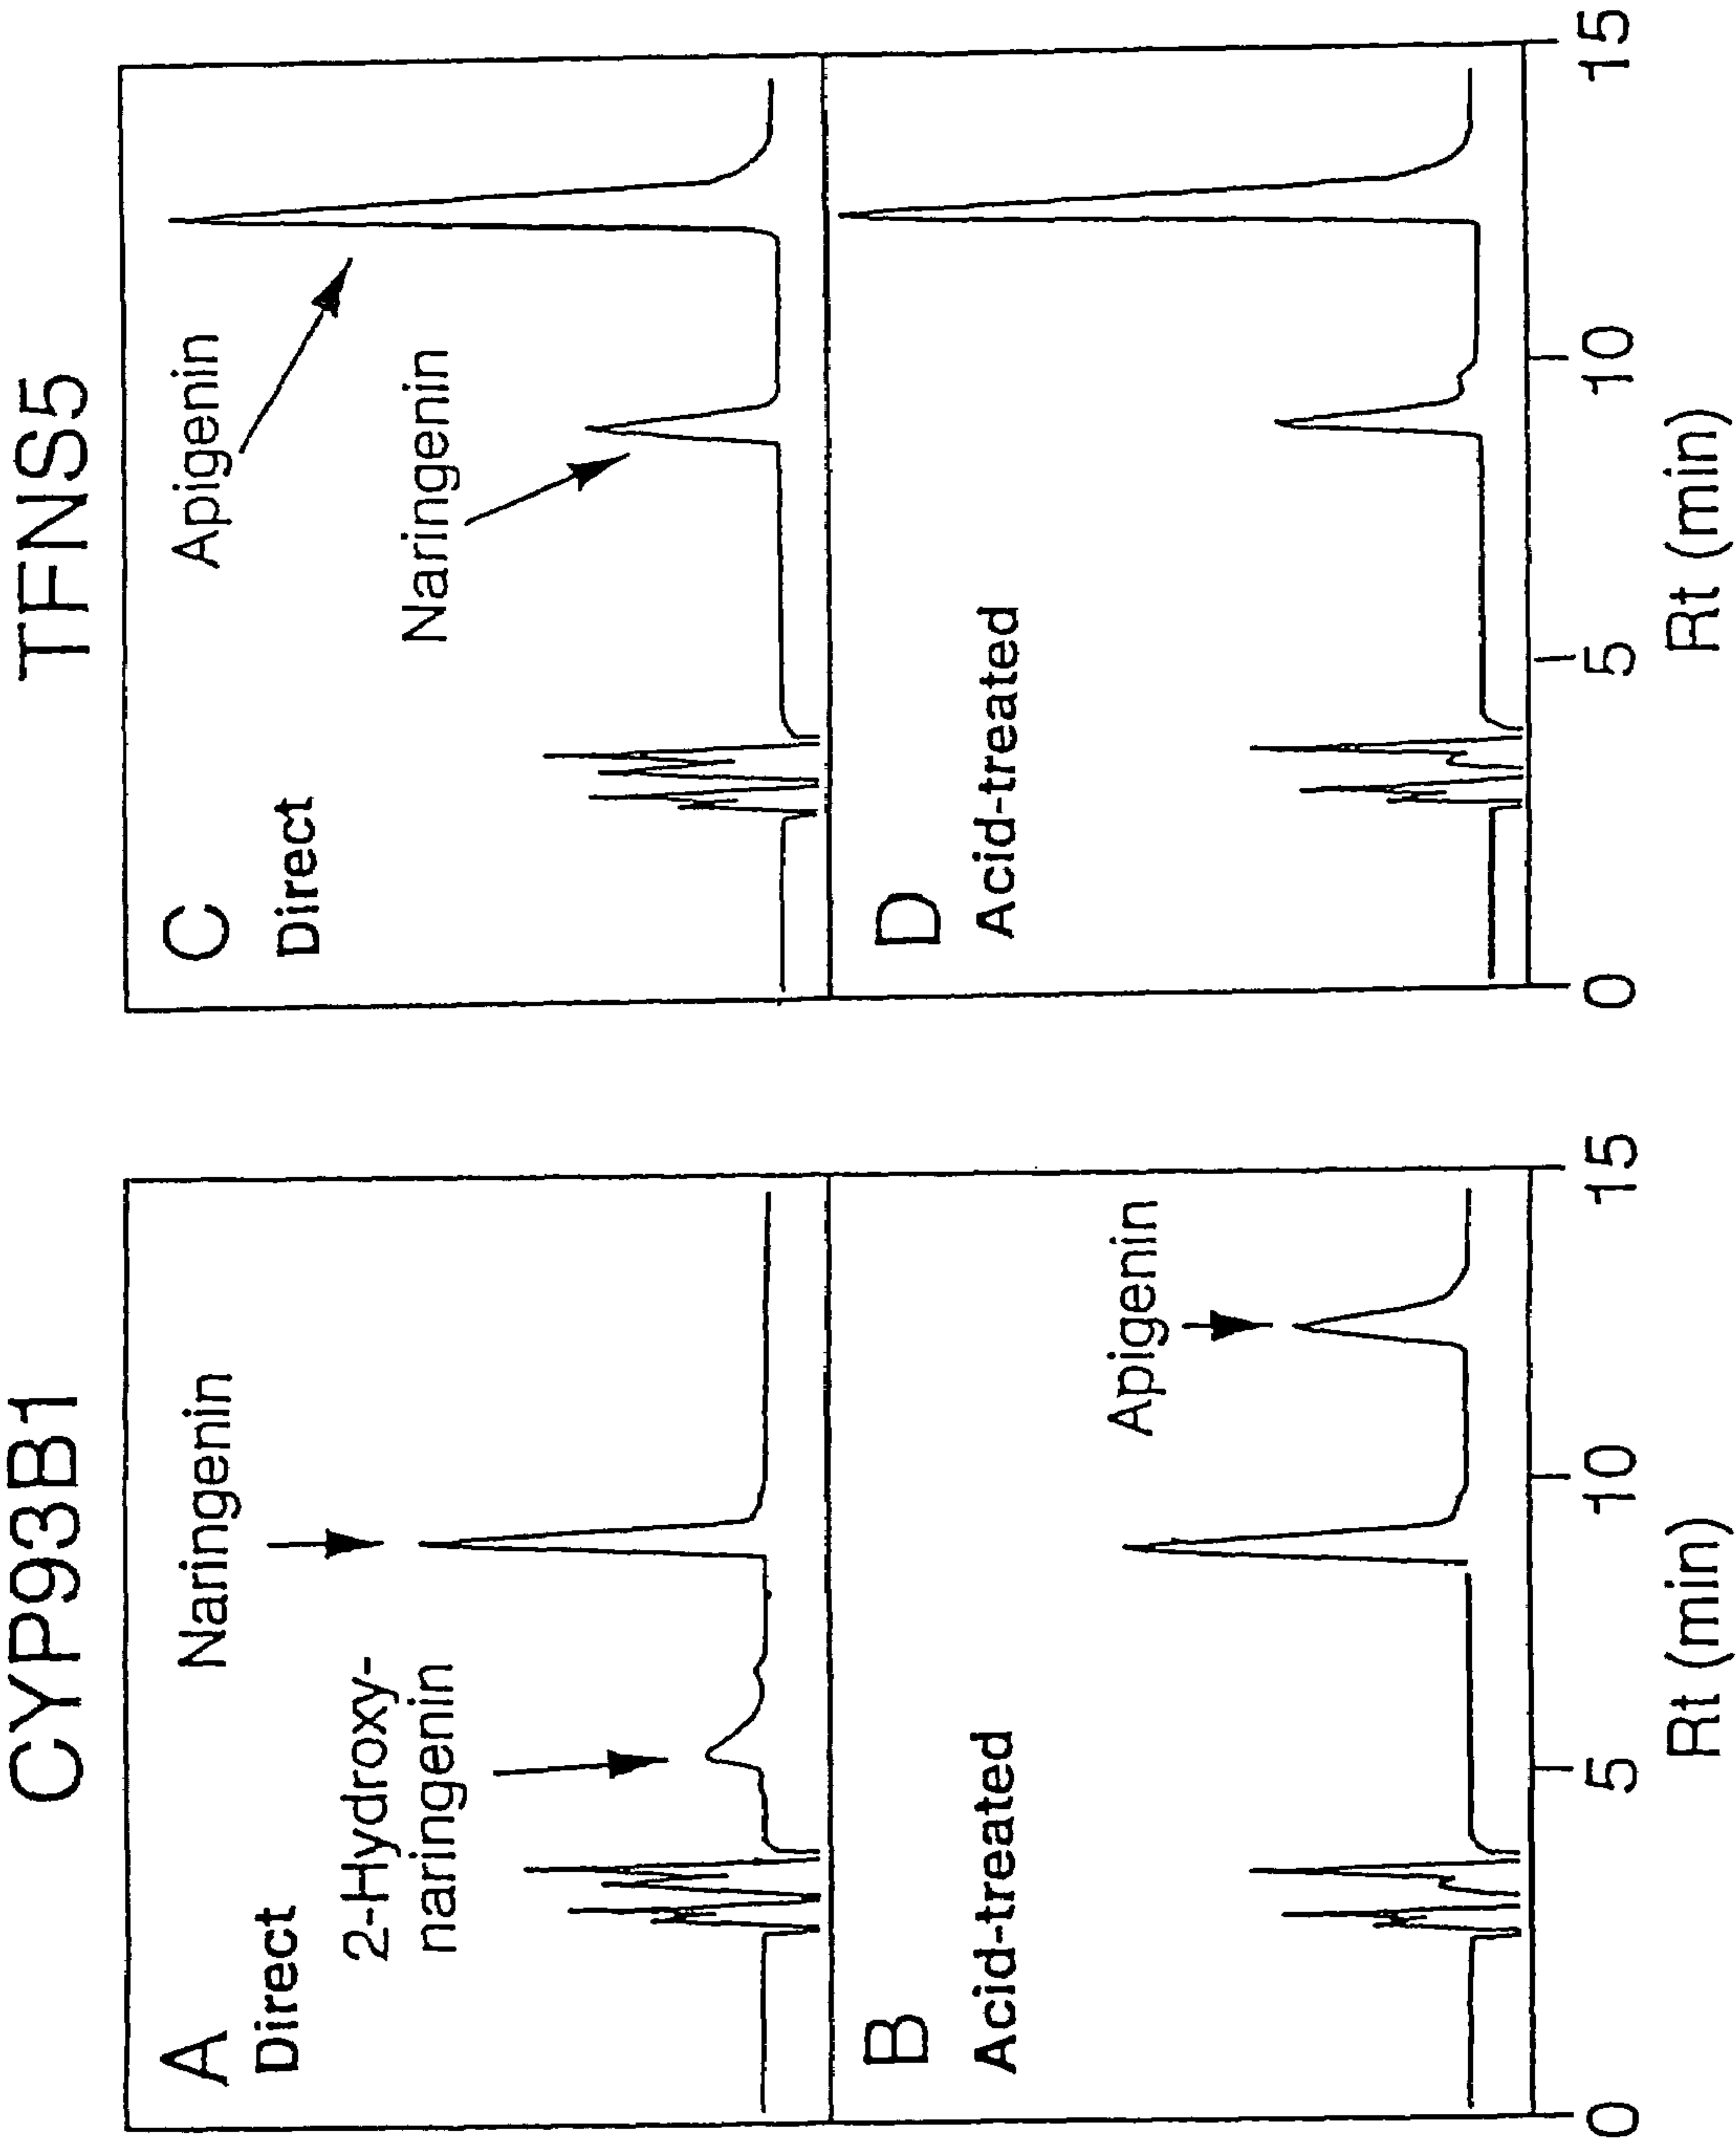 CYP93B1
A
Direct
Naringenin
2-Hydroxy-
naringenin
B
Acid-treated
Apigenin
0
5
10
15
Rt (min)
TFNS5
C
Direct
Apigenin
Naringenin
D
Acid-treated
0
5
10
15
Rt (min)